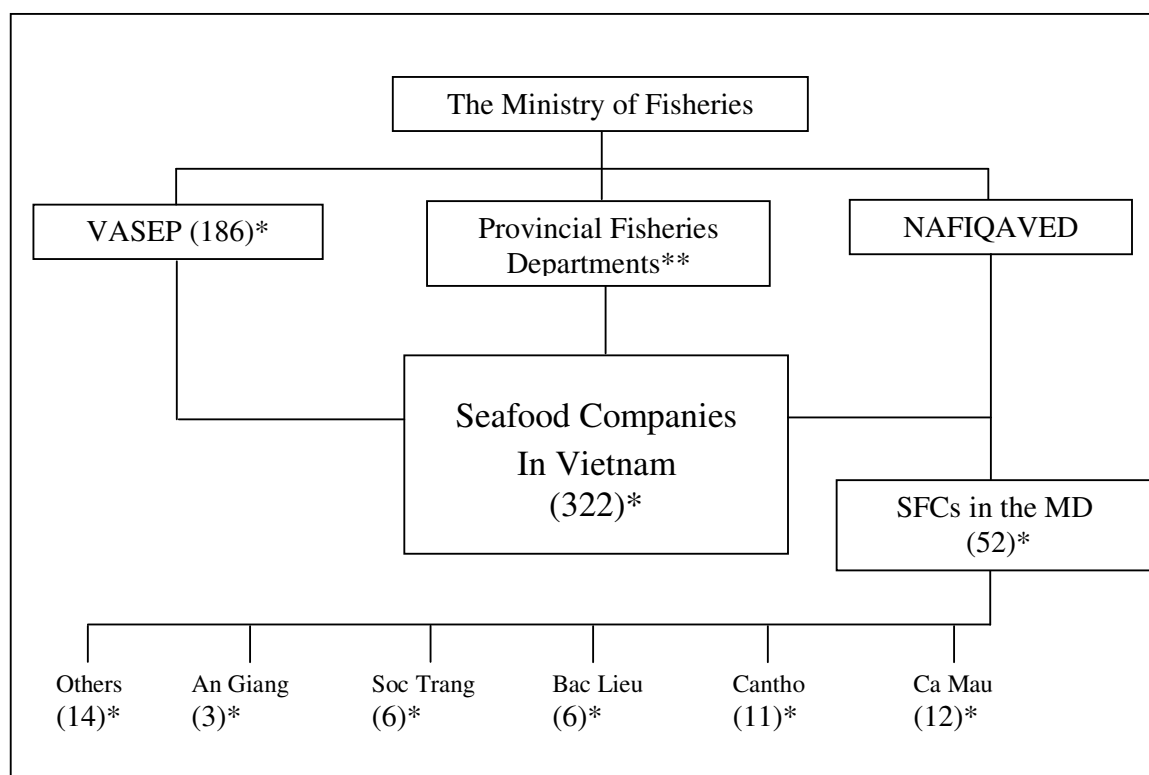 The Ministry of Fisheries
VASEP (186)*
Provincial Fisheries
Departments**
NAFIQAVED
Seafood Companies
In Vietnam
(322)*
SFCs in the MD
(52)*
Others
(14)*
An Giang
(3)*
Soc Trang
(6)*
Bac Lieu
(6)*
Cantho
(11)*
Ca Mau
(12)*